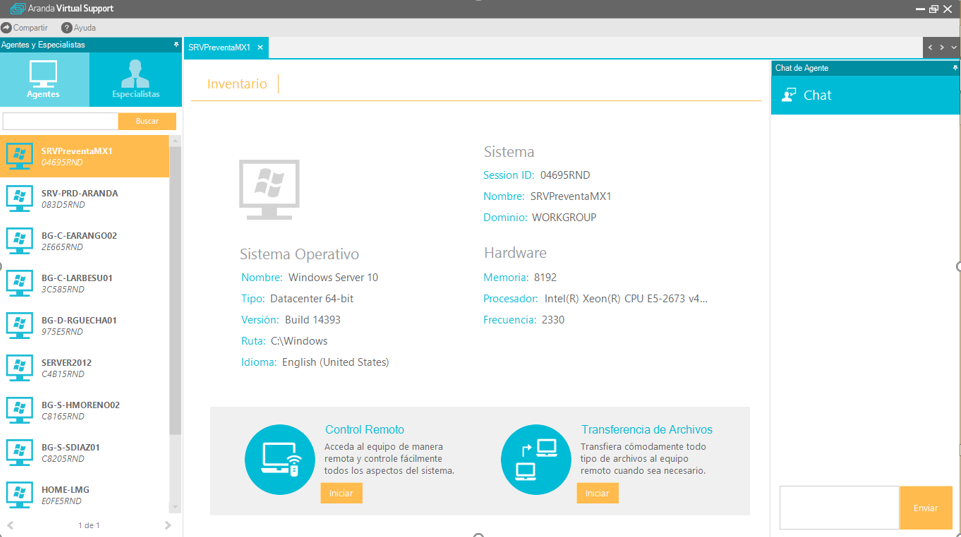 Aranda Virtual Support
Compartir
Ayuda
Agentes y Especialistas
Agentes
Especialistas
Buscar
SRVPreventaMX1
04695RND
SRV-PRD-ARANDA
083D5RND
BG-C-EARANGO02
2E665RND
BG-C-LARBESU01
3C585RND
BG-D-RGUECHA01
975E5RND
SERVER2012
C4B15RND
BG-S-HMORENO02
C8165RND
BG-S-SDIAZ01
C8205RND
HOME-LMG
E0FE5RND
1 de 1
SRVPreventaMX1
Inventario
Sistema
Session ID: 04695RND
Nombre: SRVPreventaMX1
Dominio: WORKGROUP
Sistema Operativo
Nombre: Windows Server 10
Tipo: Datacenter 64-bit
Versión: Build 14393
Ruta: C:\Windows
Idioma: English (United States)
Hardware
Memoria: 8192
Procesador: Intel(R) Xeon(R) CPU E5-2673 v4...
Frecuencia: 2330
Control Remoto
Acceda al equipo de manera
remota y controle fácilmente
todos los aspectos del sistema.
Iniciar
Transferencia de Archivos
Transfiera cómodamente todo
tipo de archivos al equipo
remoto cuando sea necesario.
Iniciar
Chat de Agente
Chat
Enviar